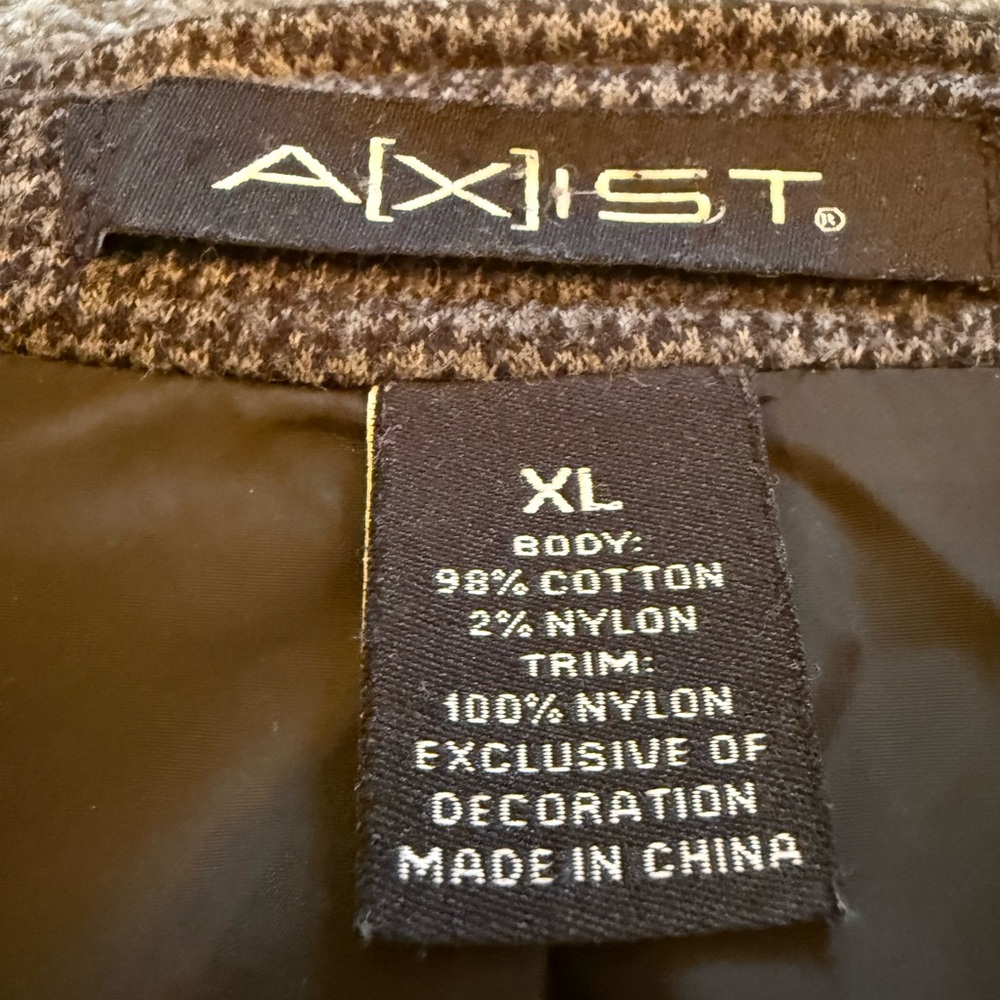 A[X]IST®
XL
BODY:
98% COTTON
2% NYLON
TRIM:
100% NYLON
EXCLUSIVE OF
DECORATION
MADE IN CHINA